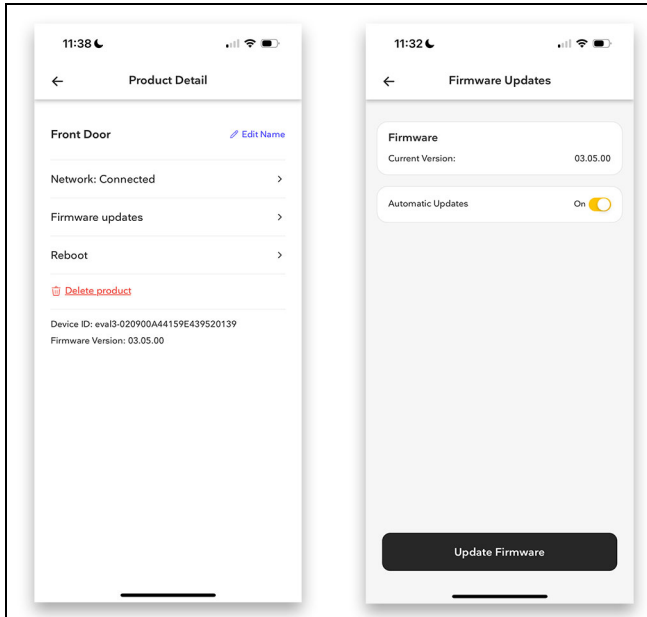 11:38
Product Detail
Front Door
Edit Name
Network: Connected
Firmware updates
Reboot
Delete product
Device ID: eval3-020900A44159E439520139
Firmware Version: 03.05.00
11:32
Firmware Updates
Firmware
Current Version: 03.05.00
Automatic Updates On
Update Firmware